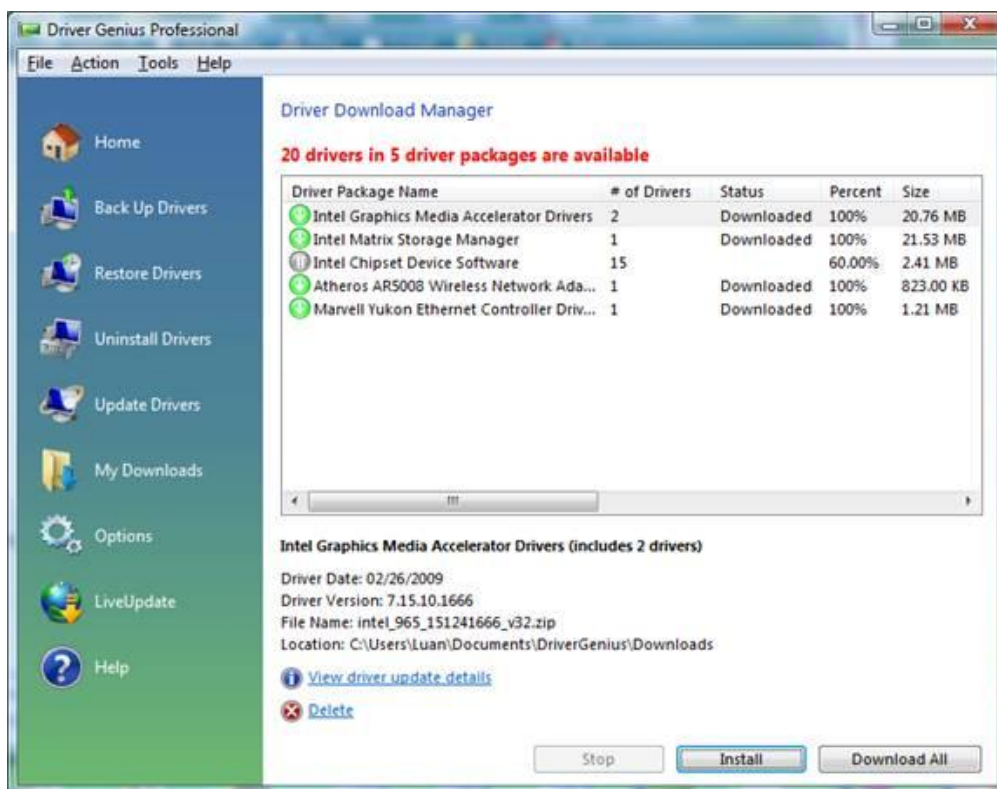 Driver Genius Professional
File Action Tools Help
Home
Back Up Drivers
Restore Drivers
Uninstall Drivers
Update Drivers
My Downloads
Options
LiveUpdate
Help
Driver Download Manager
20 drivers in 5 driver packages are available
Driver Package Name # of Drivers Status Percent Size
Intel Graphics Media Accelerator Drivers 2 Downloaded 100% 20.76 MB
Intel Matrix Storage Manager 1 Downloaded 100% 21.53 MB
Intel Chipset Device Software 15 60.00% 2.41 MB
Atheros AR5008 Wireless Network Ada... 1 Downloaded 100% 823.00 KB
Marvell Yukon Ethernet Controller Driv... 1 Downloaded 100% 1.21 MB
Intel Graphics Media Accelerator Drivers (includes 2 drivers)
Driver Date: 02/26/2009
Driver Version: 7.15.10.1666
File Name: intel_965_151241666_v32.zip
Location: C:\Users\Luan\Documents\DriverGenius\Downloads
View driver update details
Delete
Stop Install Download All